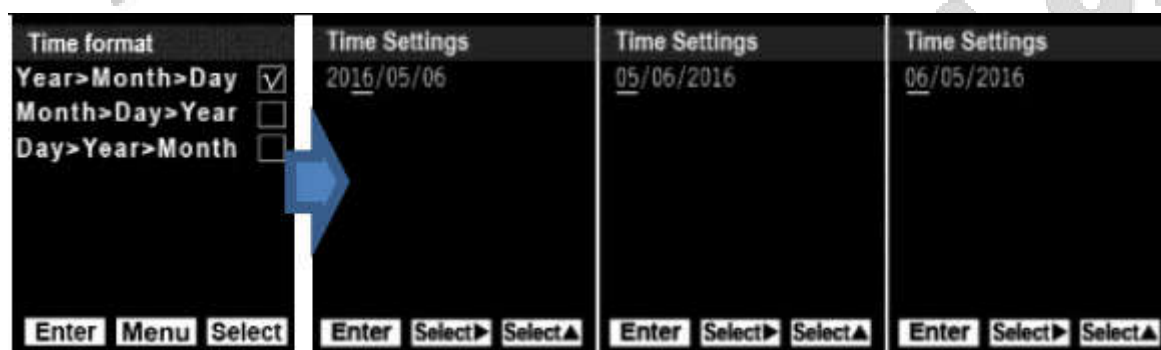 Time format
Year>Month>Day
Month>Day>Year
Day>Year>Month
Enter Menu Select
Time Settings
2016/05/06
Enter Select▶ Select▲
Time Settings
05/06/2016
Enter Select▶ Select▲
Time Settings
06/05/2016
Enter Select▶ Select▲